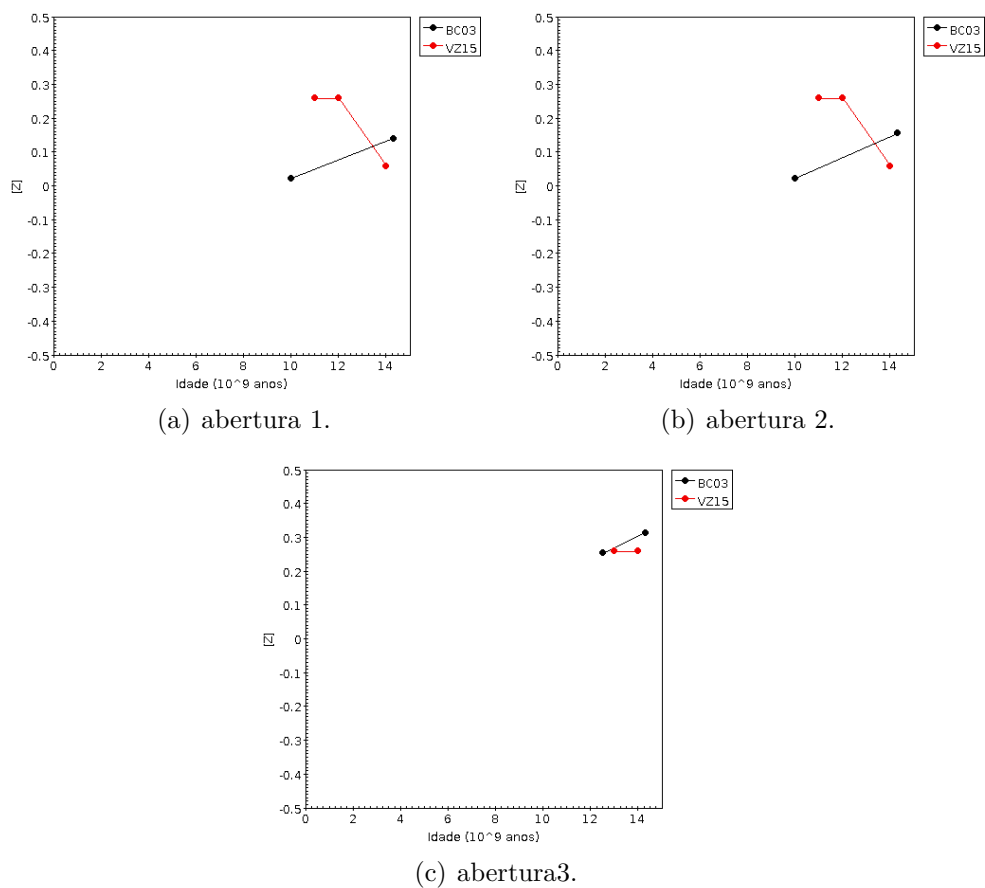 0.5
0.4
0.3
0.2
0.1
0
-0.1
-0.2
-0.3
-0.4
-0.5
[Z]
0 2 4 6 8 10 12 14
Idade (10^9 anos)
BC03
VZ15
(a) abertura 1.
0.5
0.4
0.3
0.2
0.1
0
-0.1
-0.2
-0.3
-0.4
-0.5
[Z]
0 2 4 6 8 10 12 14
Idade (10^9 anos)
BC03
VZ15
(b) abertura 2.
0.5
0.4
0.3
0.2
0.1
0
-0.1
-0.2
-0.3
-0.4
-0.5
[Z]
0 2 4 6 8 10 12 14
Idade (10^9 anos)
BC03
VZ15
(c) abertura3.